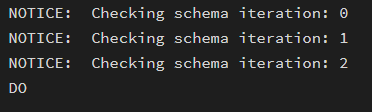 NOTICE:  Checking schema iteration: 0
NOTICE:  Checking schema iteration: 1
NOTICE:  Checking schema iteration: 2
DO